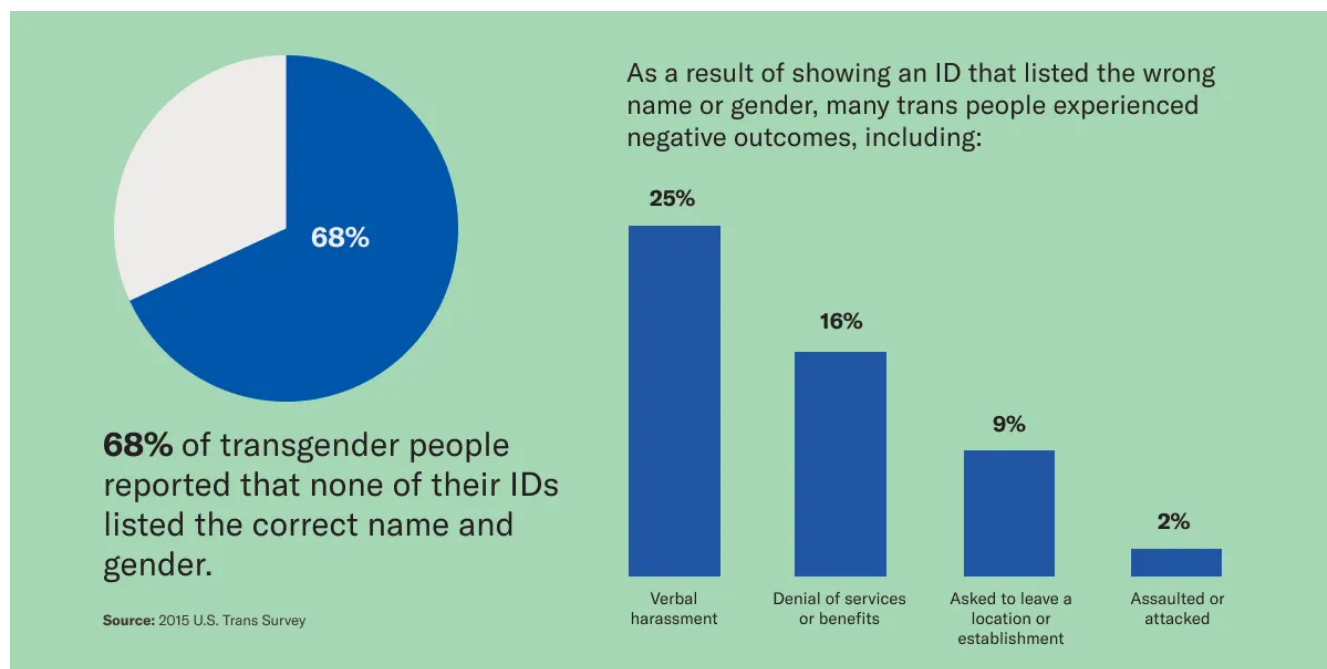 68%
68% of transgender people
reported that none of their IDs
listed the correct name and
gender.
Source: 2015 U.S. Trans Survey
As a result of showing an ID that listed the wrong
name or gender, many trans people experienced
negative outcomes, including:
25%
16%
9%
2%
Verbal
harassment
Denial of services
or benefits
Asked to leave a
location or
establishment
Assaulted or
attacked